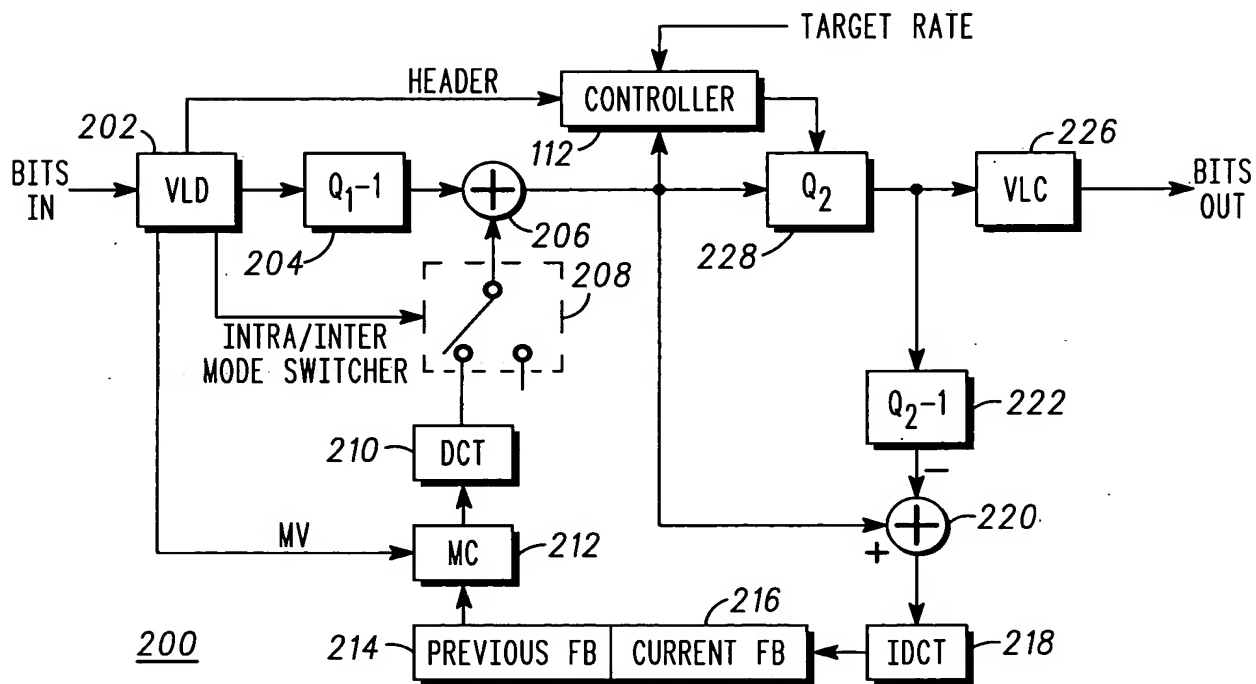 TARGET RATE
HEADER
CONTROLLER
202
112
226
BITS
IN
VLD
Q₁-1
+
Q₂
VLC
BITS
OUT
204
206
228
208
INTRA/INTER
MODE SWITCHER
Q₂-1
222
210
DCT
−
MV
MC
212
+
220
+
216
200
214
PREVIOUS FB
CURRENT FB
IDCT
218